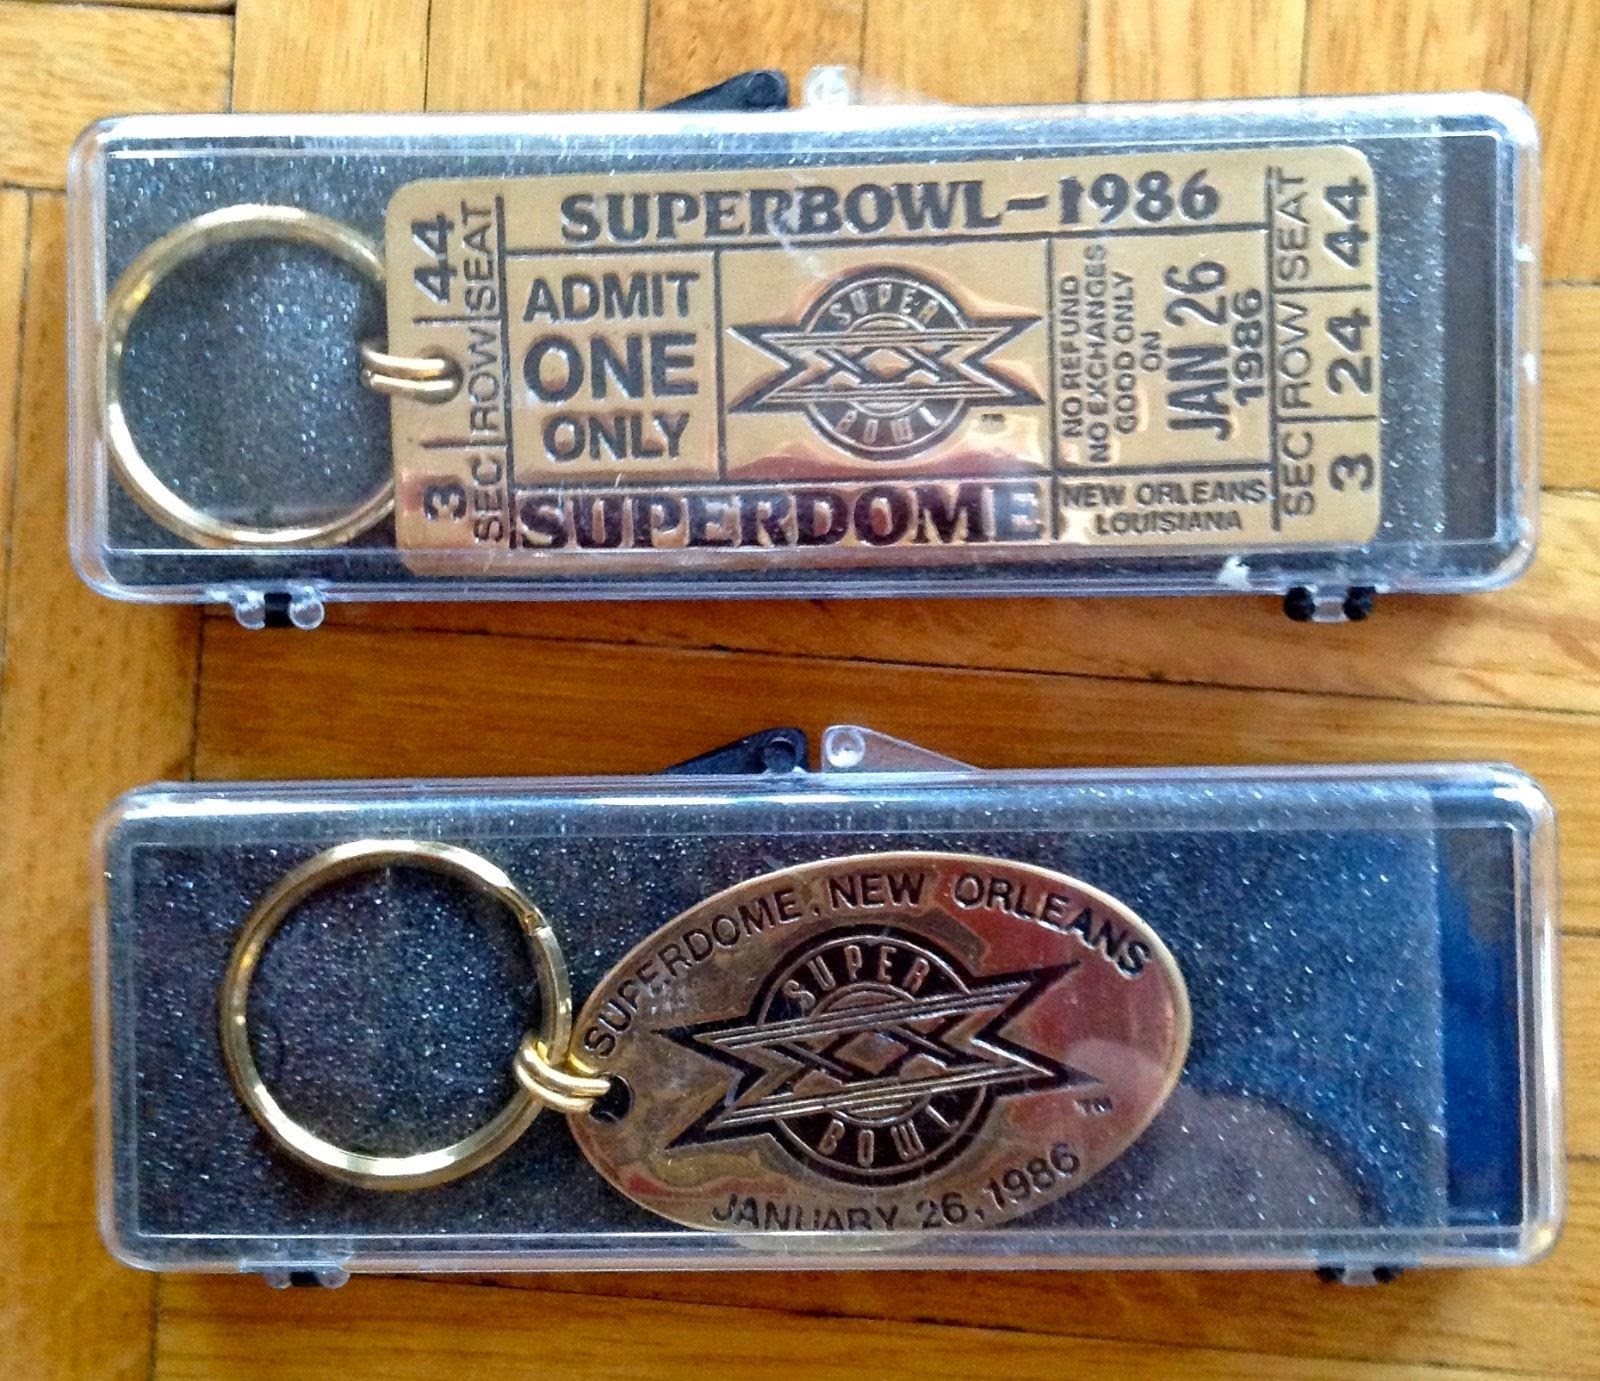 SUPERBOWL-1986
3 44
SEC ROW SEAT
ADMIT
ONE
ONLY
SUPER
XX
BOWL
TM
NO REFUND
NO EXCHANGES
GOOD ONLY
ON
JAN 26
1986
SEC ROW SEAT
3 24 44
SUPERDOME
NEW ORLEANS
LOUISIANA
SUPERDOME, NEW ORLEANS
SUPER
XX
BOWL
TM
JANUARY 26, 1986